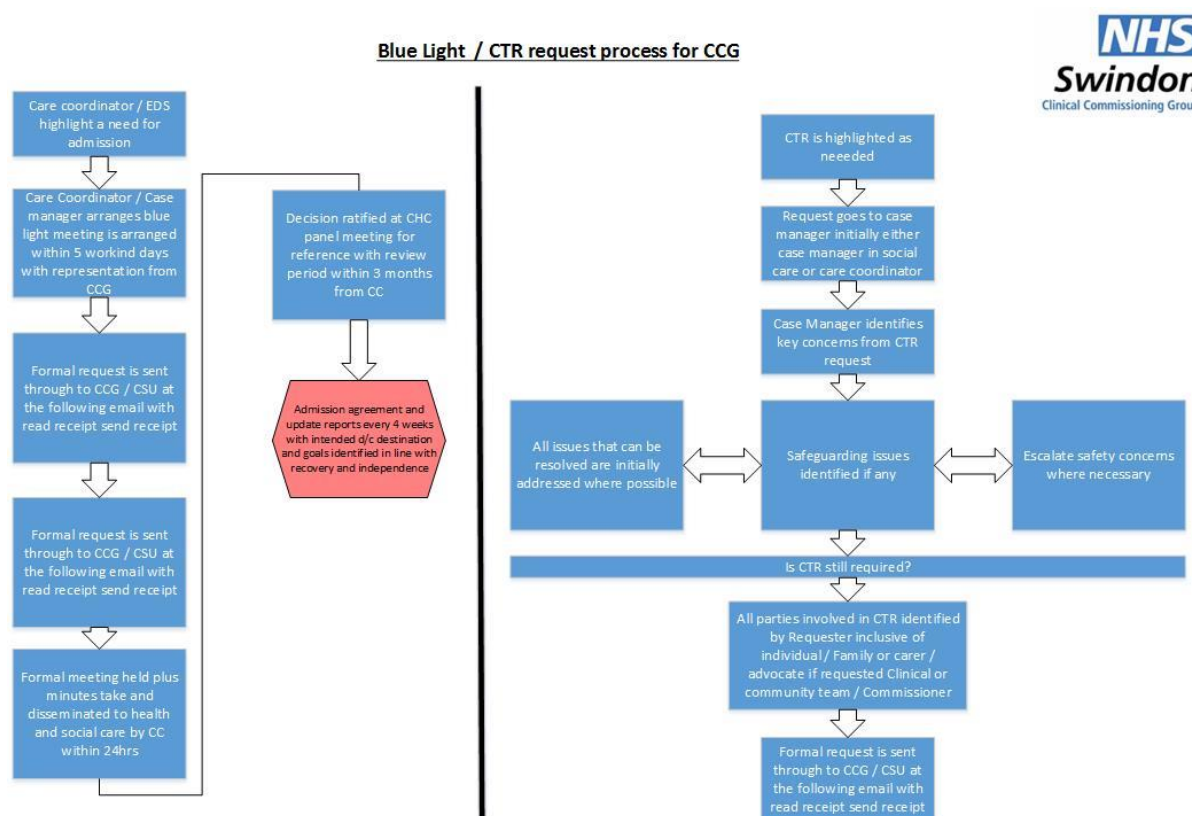 Blue Light / CTR request process for CCG
NHS
Swindon
Clinical Commissioning Grou
Care coordinator / EDS
highlight a need for
admission
Care Coordinator / Case
manager arranges blue
light meeting is arranged
within 5 workind days
with representation from
CCG
Formal request is sent
through to CCG / CSU at
the following email with
read receipt send receipt
Formal request is sent
through to CCG / CSU at
the following email with
read receipt send receipt
Formal meeting held plus
minutes take and
disseminated to health
and social care by CC
within 24hrs
Decision ratified at CHC
panel meeting for
reference with review
period within 3 months
from CC
Admission agreement and
update reports every 4 weeks
with intended d/c destination
and goals identified in line with
recovery and independence
CTR is highlighted as
neeeded
Request goes to case
manager initially either
case manager in social
care or care coordinator
Case Manager identifies
key concerns from CTR
request
All issues that can be
resolved are initially
addressed where possible
Safeguarding issues
identified if any
Escalate safety concerns
where necessary
Is CTR still required?
All parties involved in CTR identified
by Requester inclusive of
individual / Family or carer /
advocate if requested Clinical or
community team / Commissioner
Formal request is sent
through to CCG / CSU at
the following email with
read receipt send receipt